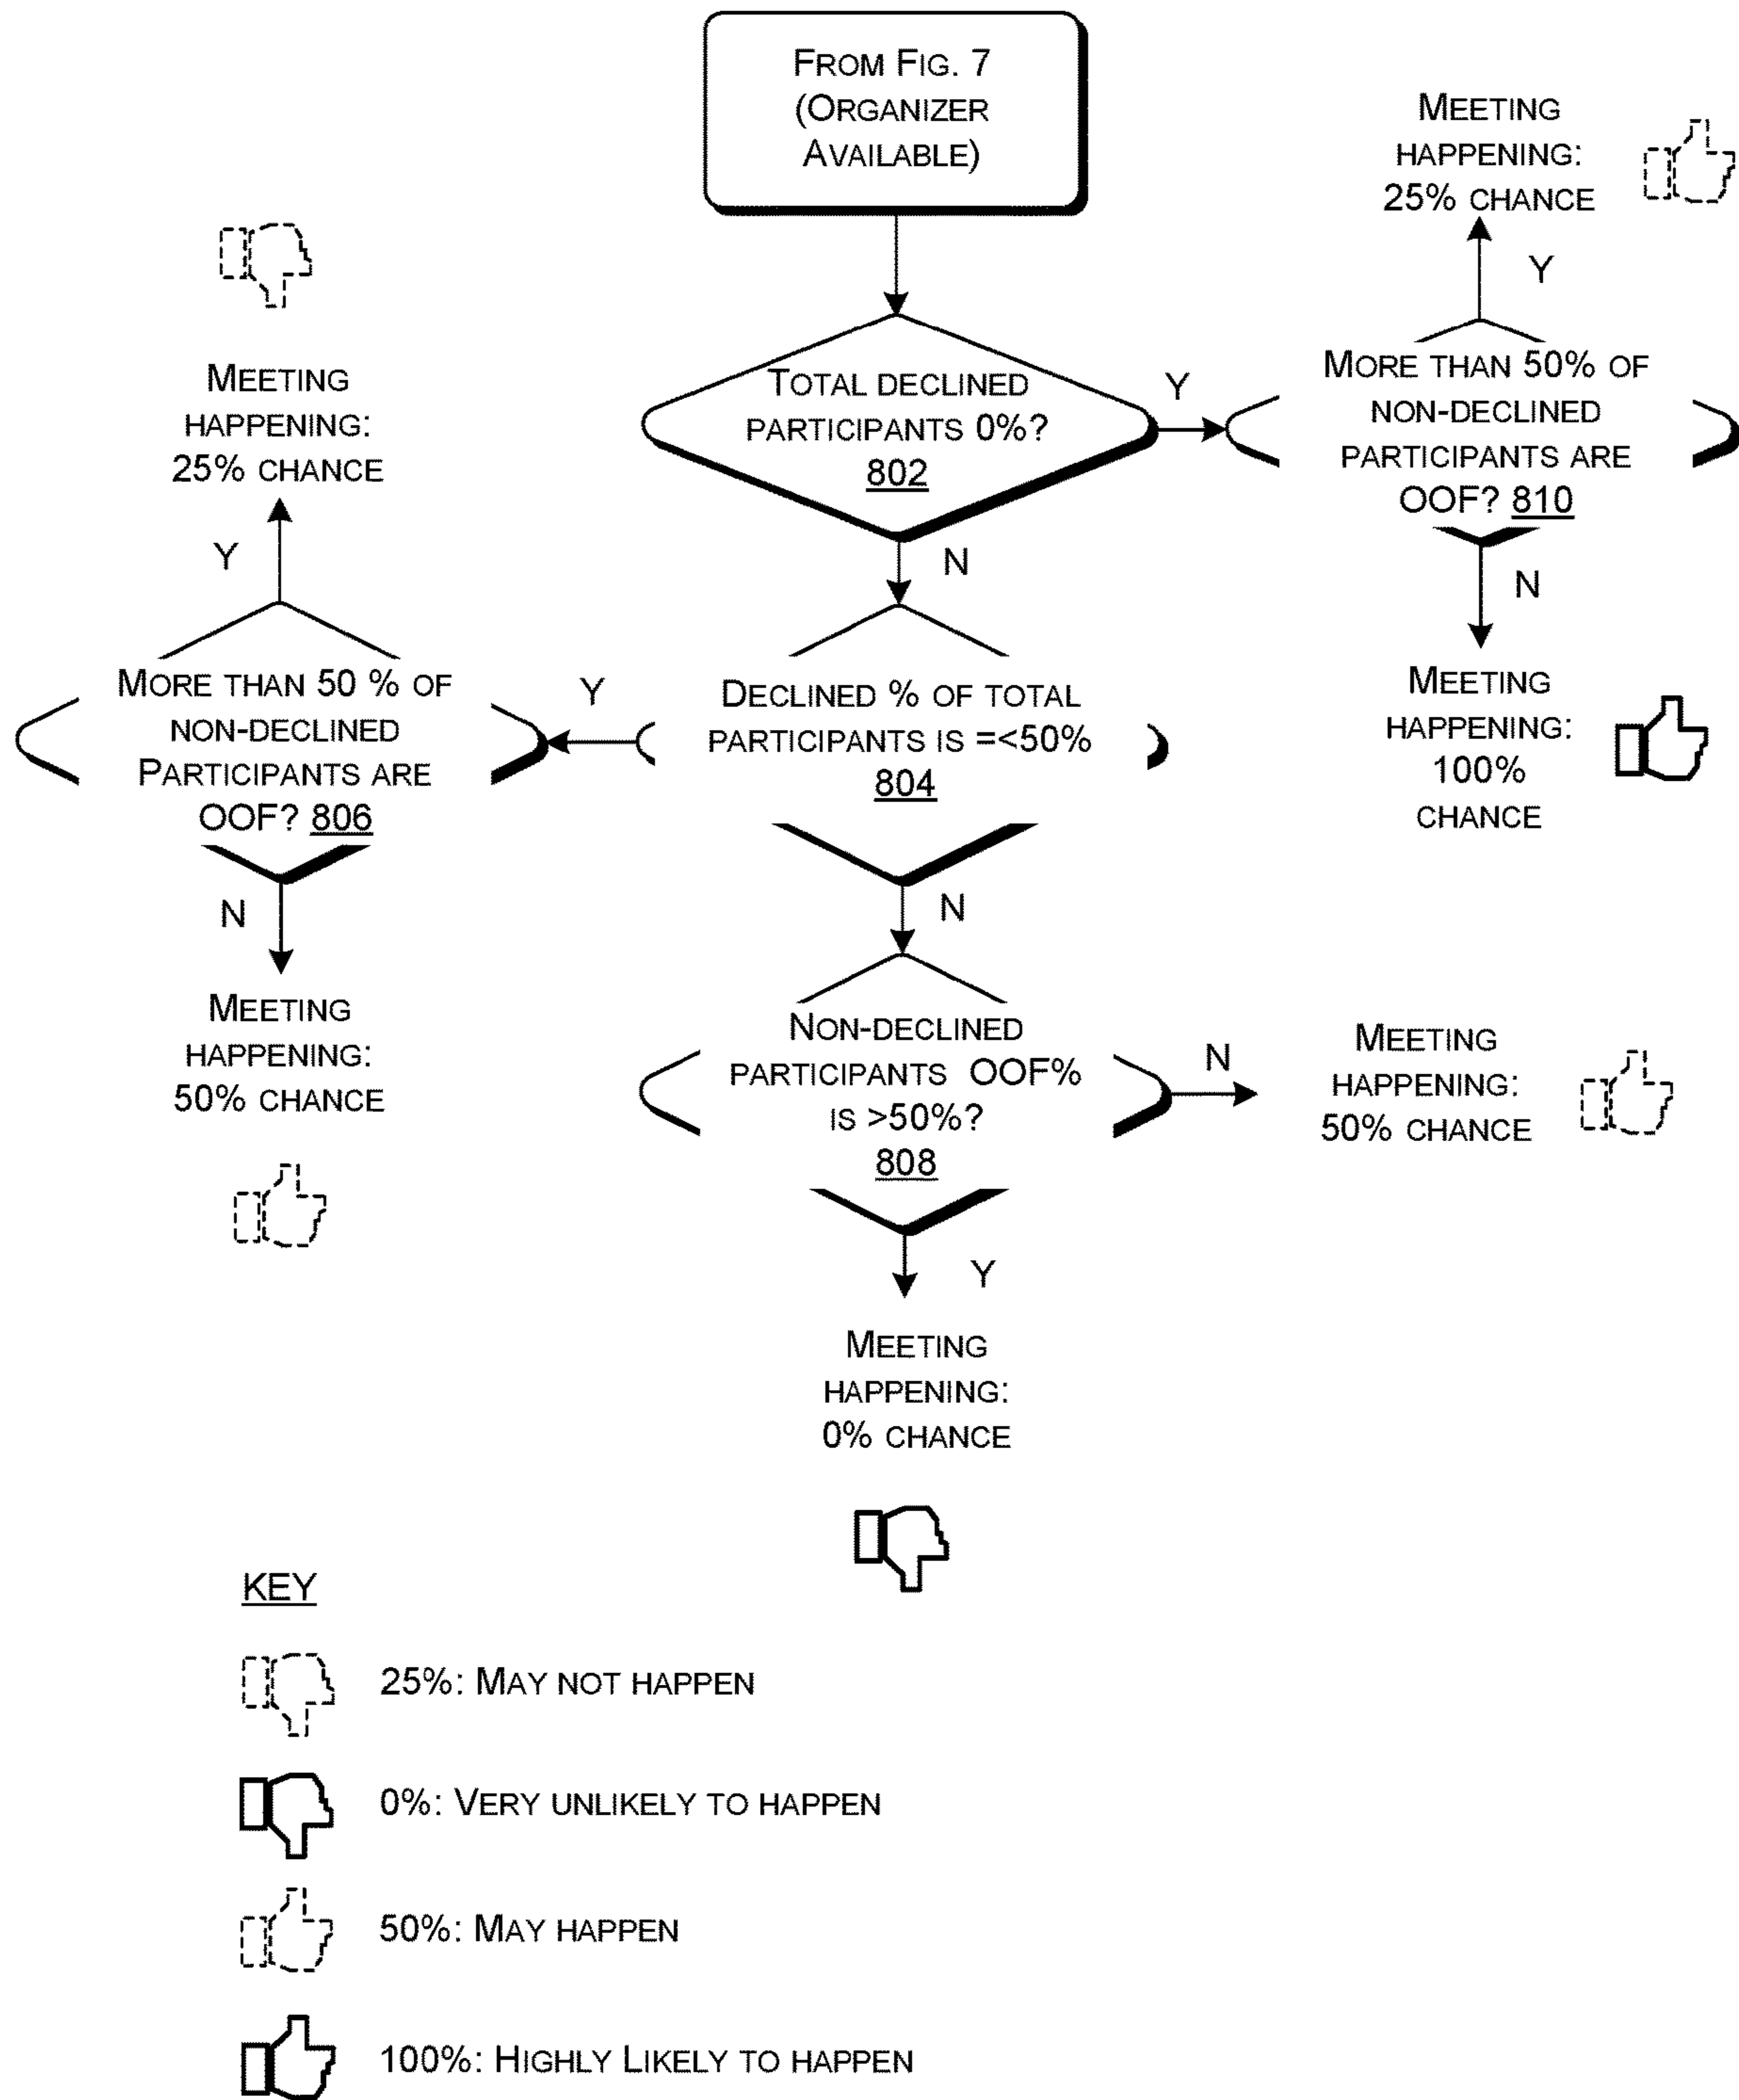 FROM FIG. 7
(ORGANIZER
AVAILABLE)
MEETING
HAPPENING:
25% CHANCE
Y
MORE THAN 50% OF
NON-DECLINED
PARTICIPANTS ARE
OOF? 810
N
MEETING
HAPPENING:
100%
CHANCE
TOTAL DECLINED
PARTICIPANTS 0%?
802
Y
N
MEETING
HAPPENING:
25% CHANCE
Y
MORE THAN 50 % OF
NON-DECLINED
PARTICIPANTS ARE
OOF? 806
N
MEETING
HAPPENING:
50% CHANCE
Y
DECLINED % OF TOTAL
PARTICIPANTS IS =<50%
804
N
NON-DECLINED
PARTICIPANTS OOF%
IS >50%?
808
N
MEETING
HAPPENING:
50% CHANCE
Y
MEETING
HAPPENING:
0% CHANCE
KEY
25%: MAY NOT HAPPEN
0%: VERY UNLIKELY TO HAPPEN
50%: MAY HAPPEN
100%: HIGHLY LIKELY TO HAPPEN